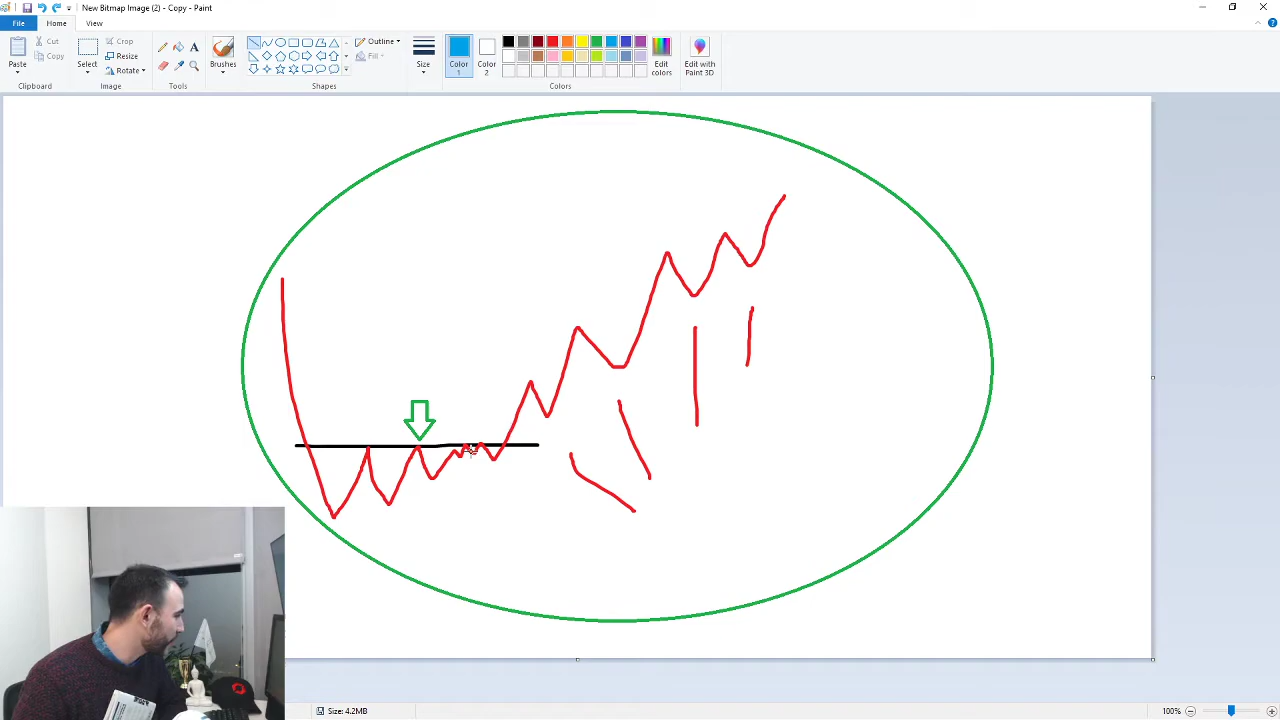 New Bitmap Image (2) - Copy - Paint
File Home View
Paste
Cut
Copy
Clipboard
Select
Crop
Resize
Rotate
Image
A
Tools
Brushes
Outline
Fill
Shapes
Size
Color 1
Color 2
Edit colors
Colors
Edit with Paint 3D
Size: 4.2MB
100%